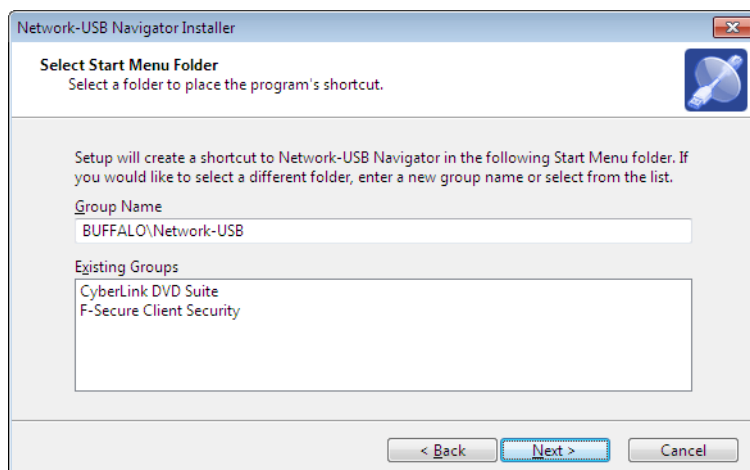 Network-USB Navigator Installer
Select Start Menu Folder
Select a folder to place the program's shortcut.
Setup will create a shortcut to Network-USB Navigator in the following Start Menu folder. If
you would like to select a different folder, enter a new group name or select from the list.
Group Name
BUFFALO\Network-USB
Existing Groups
CyberLink DVD Suite
F-Secure Client Security
< Back Next > Cancel